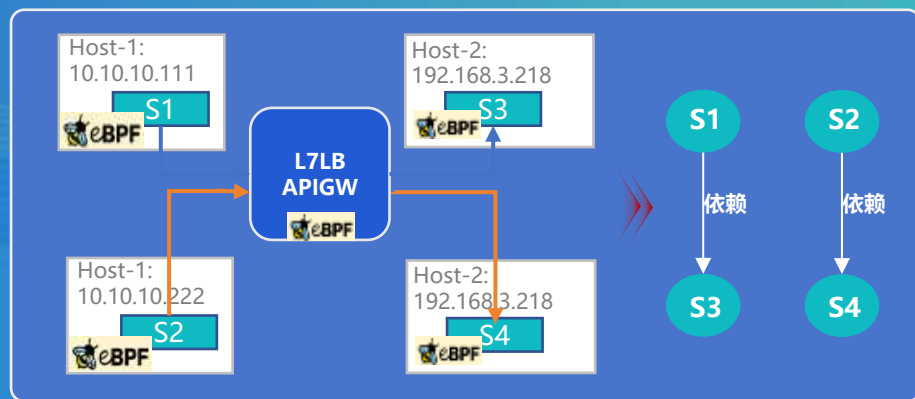 Host-1:
10.10.10.111
S1
eBPF
Host-2:
192.168.3.218
S3
eBPF
L7LB
APIGW
eBPF
Host-1:
10.10.10.222
S2
eBPF
Host-2:
192.168.3.218
S4
eBPF
S1
S2
依赖
依赖
S3
S4